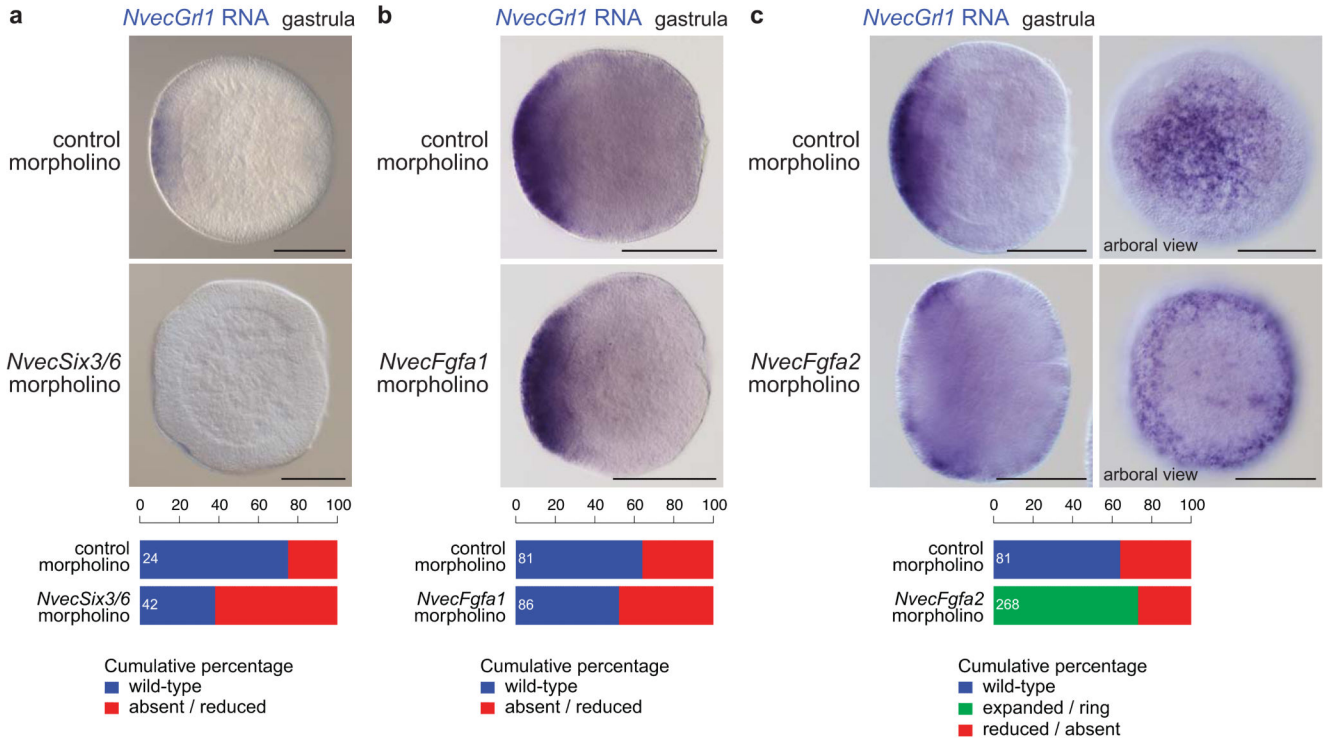 a
NvecGrl1 RNA gastrula
control
morpholino
NvecSix3/6
morpholino
0 20 40 60 80 100
control
morpholino
24
NvecSix3/6
morpholino
42
Cumulative percentage
wild-type
absent / reduced
b
NvecGrl1 RNA gastrula
control
morpholino
NvecFgfa1
morpholino
0 20 40 60 80 100
control
morpholino
81
NvecFgfa1
morpholino
86
Cumulative percentage
wild-type
absent / reduced
c
NvecGrl1 RNA gastrula
control
morpholino
arboral view
NvecFgfa2
morpholino
arboral view
0 20 40 60 80 100
control
morpholino
81
NvecFgfa2
morpholino
268
Cumulative percentage
wild-type
expanded / ring
reduced / absent